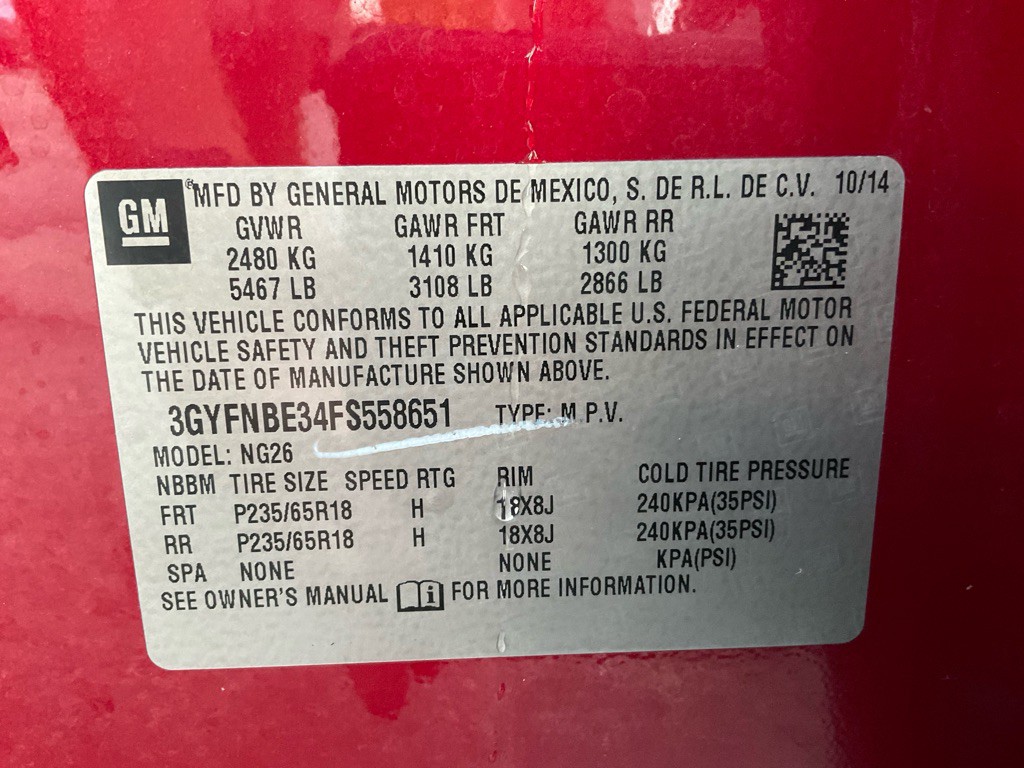 GM ® MFD BY GENERAL MOTORS DE MEXICO, S. DE R.L. DE C.V. 10/14
GVWR GAWR FRT GAWR RR
2480 KG 1410 KG 1300 KG
5467 LB 3108 LB 2866 LB
THIS VEHICLE CONFORMS TO ALL APPLICABLE U.S. FEDERAL MOTOR
VEHICLE SAFETY AND THEFT PREVENTION STANDARDS IN EFFECT ON
THE DATE OF MANUFACTURE SHOWN ABOVE.
3GYFNBE34FS558651 TYPE: M.P.V.
MODEL: NG26
NBBM TIRE SIZE SPEED RTG RIM COLD TIRE PRESSURE
FRT P235/65R18 H 18X8J 240KPA(35PSI)
RR P235/65R18 H 18X8J 240KPA(35PSI)
SPA NONE NONE KPA(PSI)
SEE OWNER'S MANUAL i FOR MORE INFORMATION.